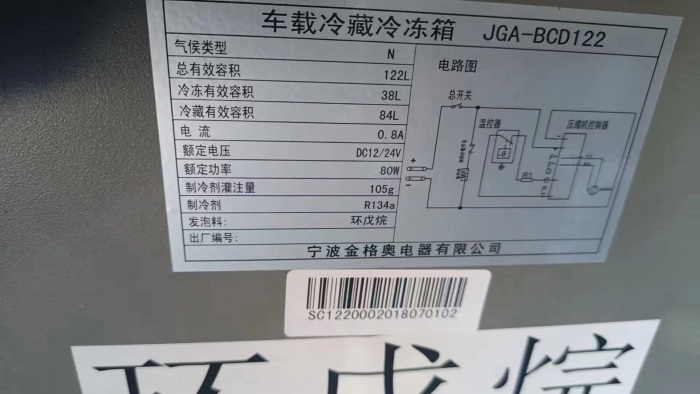 车载冷藏冷冻箱 JGA-BCD122
气候类型 N
总有效容积 122L
冷冻有效容积 38L
冷藏有效容积 84L
电 流 0.8A
额定电压 DC12/24V
额定功率 80W
制冷剂灌注量 105g
制冷剂 R134a
发泡料: 环戊烷
出厂编号:
电路图
总开关
温控器
压缩机控制器
+
−
R1
宁波金格奥电器有限公司
SC1220002018070102
环戊烷